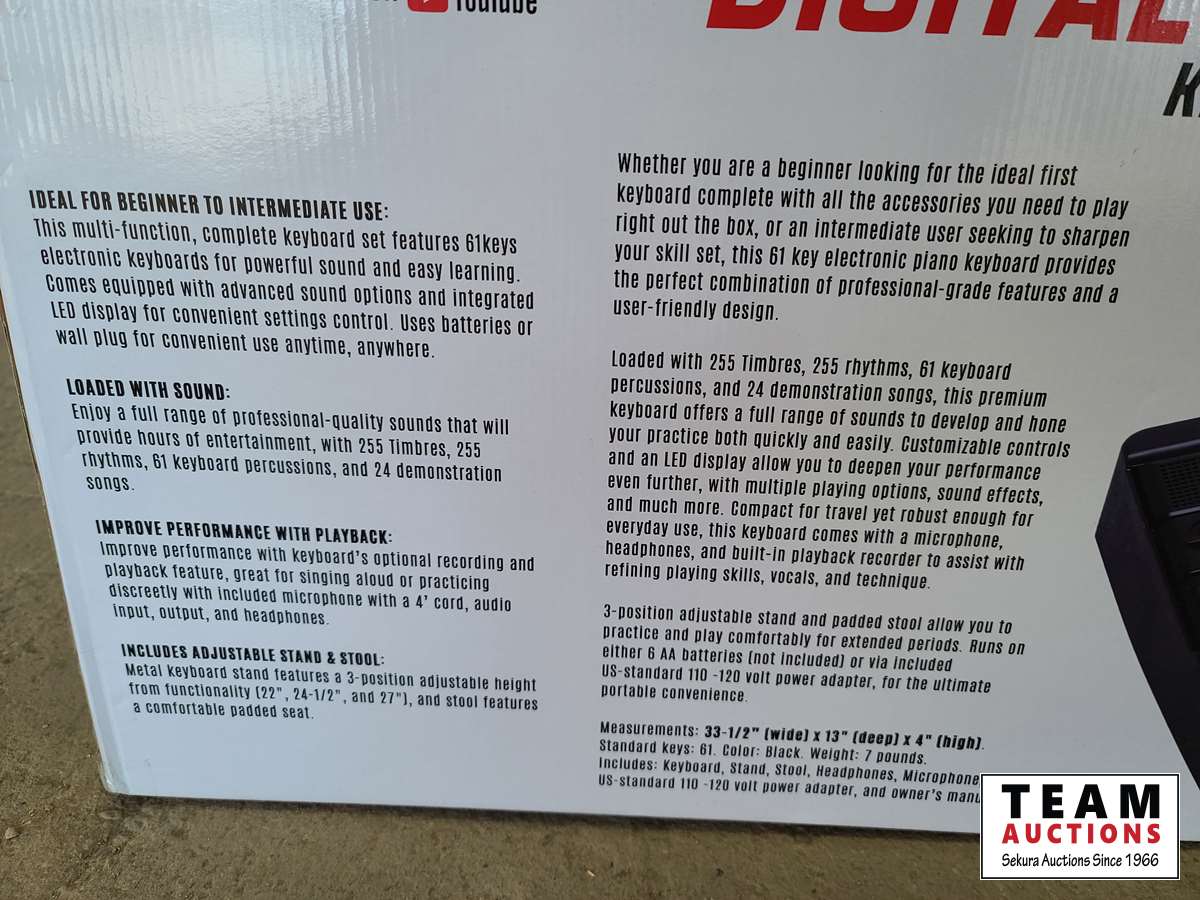 YouTube
DIGITAL
IDEAL FOR BEGINNER TO INTERMEDIATE USE:
This multi-function, complete keyboard set features 61keys
electronic keyboards for powerful sound and easy learning.
Comes equipped with advanced sound options and integrated
LED display for convenient settings control. Uses batteries or
wall plug for convenient use anytime, anywhere.
LOADED WITH SOUND:
Enjoy a full range of professional-quality sounds that will
provide hours of entertainment, with 255 Timbres, 255
rhythms, 61 keyboard percussions, and 24 demonstration
songs.
IMPROVE PERFORMANCE WITH PLAYBACK:
Improve performance with keyboard's optional recording and
playback feature, great for singing aloud or practicing
discreetly with included microphone with a 4' cord, audio
input, output, and headphones.
INCLUDES ADJUSTABLE STAND & STOOL:
Metal keyboard stand features a 3-position adjustable height
from functionality (22", 24-1/2", and 27"), and stool features
a comfortable padded seat.
Whether you are a beginner looking for the ideal first
keyboard complete with all the accessories you need to play
right out the box, or an intermediate user seeking to sharpen
your skill set, this 61 key electronic piano keyboard provides
the perfect combination of professional-grade features and a
user-friendly design.
Loaded with 255 Timbres, 255 rhythms, 61 keyboard
percussions, and 24 demonstration songs, this premium
keyboard offers a full range of sounds to develop and hone
your practice both quickly and easily. Customizable controls
and an LED display allow you to deepen your performance
even further, with multiple playing options, sound effects,
and much more. Compact for travel yet robust enough for
everyday use, this keyboard comes with a microphone,
headphones, and built-in playback recorder to assist with
refining playing skills, vocals, and technique.
3-position adjustable stand and padded stool allow you to
practice and play comfortably for extended periods. Runs on
either 6 AA batteries (not included) or via included
US-standard 110 -120 volt power adapter, for the ultimate
portable convenience.
Measurements: 33-1/2" (wide) x 13" (deep) x 4" (high).
Standard keys: 61. Color: Black. Weight: 7 pounds.
Includes: Keyboard, Stand, Stool, Headphones, Microphone,
US-standard 110 -120 volt power adapter, and owner's
TEAM
AUCTIONS
Sekura Auctions Since 1966